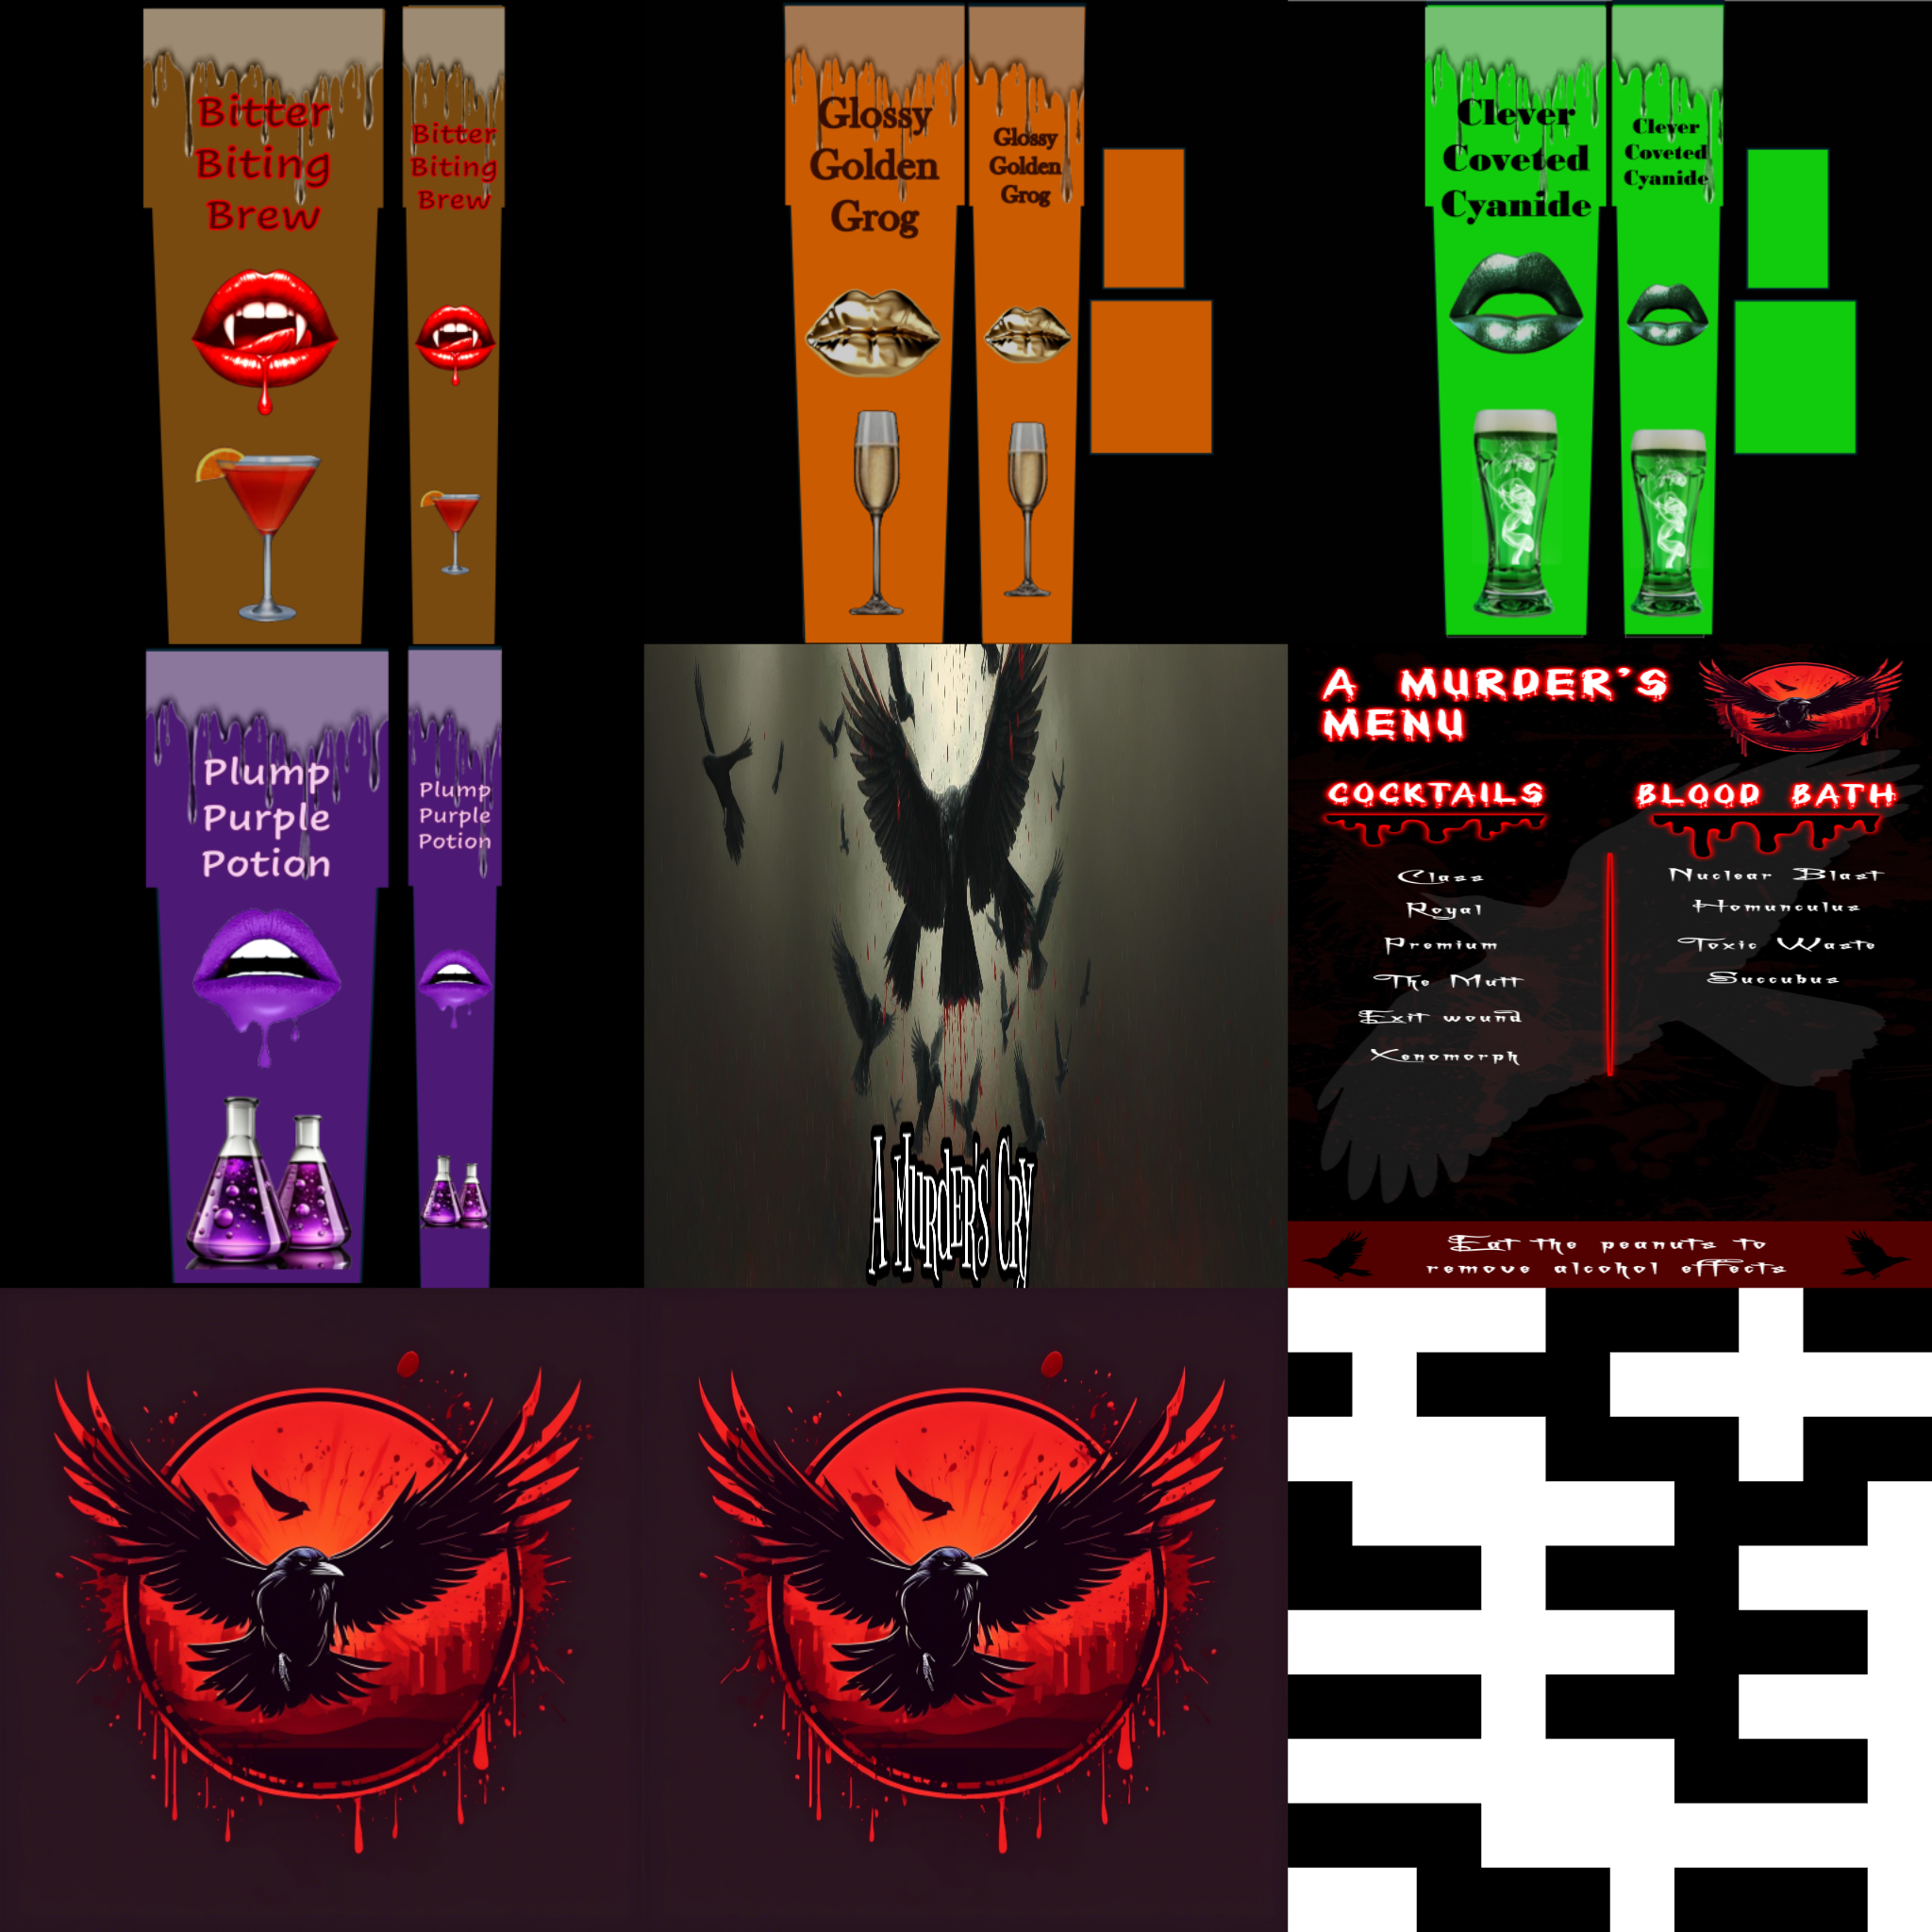 Bitter
Biting
Brew
Bitter
Biting
Brew
Glossy
Golden
Grog
Glossy
Golden
Grog
Clever
Coveted
Cyanide
Clever
Coveted
Cyanide
Plump
Purple
Potion
Plump
Purple
Potion
A Murder's Cry
A MURDER'S
MENU
COCKTAILS
Class
Royal
Premium
The Mutt
Exit wound
Xenomorph
BLOOD BATH
Nuclear Blast
Homunculus
Toxic Waste
Succubus
Eat the peanuts to
remove alcohol effects